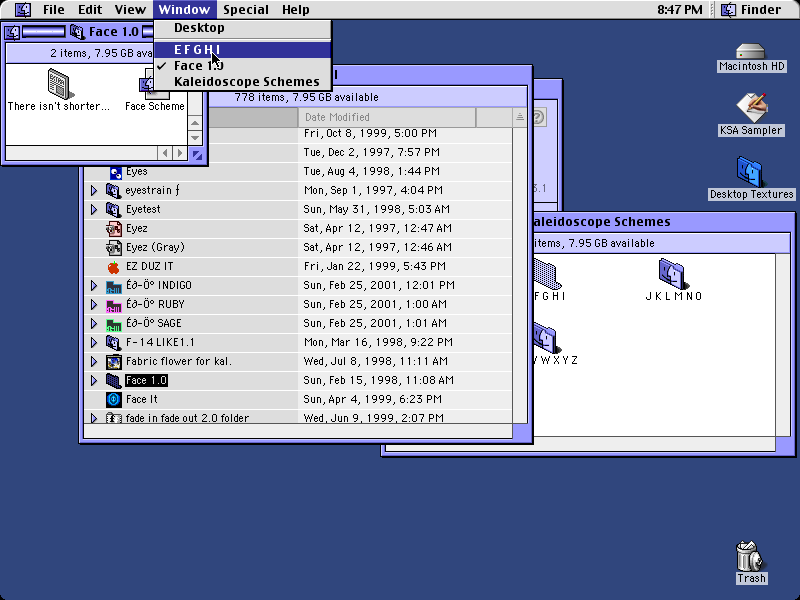 File Edit View Window Special Help 8:47 PM Finder
Desktop
E F G H I
Face 1.0
Kaleidoscope Schemes
Face 1.0
2 items, 7.95 GB ava
There isn't shorter...
Face Scheme
I
778 items, 7.95 GB available
Date Modified
Fri, Oct 8, 1999, 5:00 PM
Tue, Dec 2, 1997, 7:57 PM
Eyes Tue, Aug 4, 1998, 1:44 PM
eyestrain ƒ Mon, Sep 1, 1997, 4:04 PM
Eyetest Sun, May 31, 1998, 5:03 AM
Eyez Sat, Apr 12, 1997, 12:47 AM
Eyez (Gray) Sat, Apr 12, 1997, 12:46 AM
EZ DUZ IT Fri, Jan 22, 1999, 5:43 PM
É∂-Öº INDIGO Sun, Feb 25, 2001, 12:01 PM
É∂-Öº RUBY Sun, Feb 25, 2001, 1:00 AM
É∂-Öº SAGE Sun, Feb 25, 2001, 1:01 AM
F-14 LIKE1.1 Mon, Mar 16, 1998, 9:22 PM
Fabric flower for kal. Wed, Jul 8, 1998, 11:11 AM
Face 1.0 Sun, Feb 15, 1998, 11:08 AM
Face It Sun, Apr 4, 1999, 6:23 PM
fade in fade out 2.0 folder Wed, Jun 9, 1999, 2:07 PM
3.1
aleidoscope Schemes
items, 7.95 GB available
F G H I
J K L M N O
W X Y Z
Macintosh HD
KSA Sampler
Desktop Textures
Trash